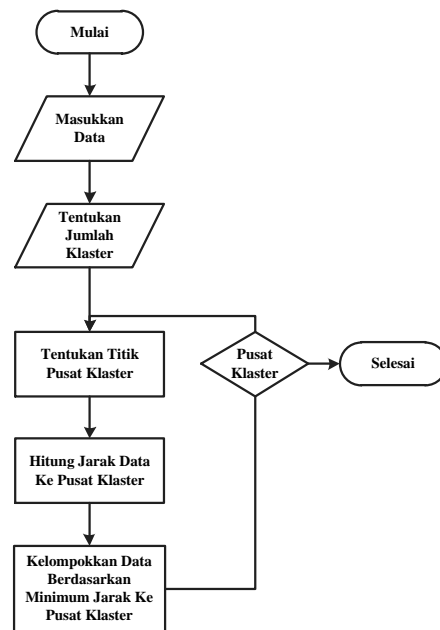 Mulai
Masukkan
Data
Tentukan
Jumlah
Klaster
Tentukan Titik
Pusat Klaster
Pusat
Klaster
Selesai
Hitung Jarak Data
Ke Pusat Klaster
Kelompokkan Data
Berdasarkan
Minimum Jarak Ke
Pusat Klaster